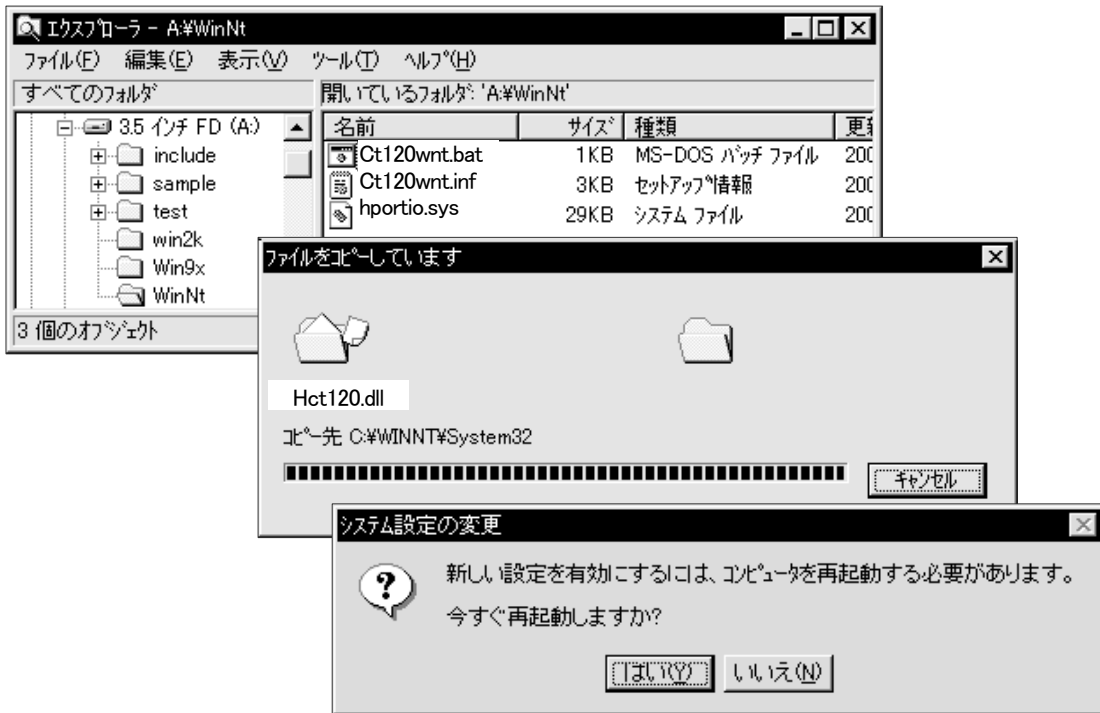 エクスプローラ - A:¥WinNt
ファイル(F) 編集(E) 表示(V) ツール(T) ヘルプ(H)
すべてのフォルダ
開いているフォルダ: 'A:¥WinNt'
3.5 インチ FD (A:)
include
sample
test
win2k
Win9x
WinNt
名前 サイズ 種類
Ct120wnt.bat 1KB MS-DOS バッチ ファイル 200
Ct120wnt.inf 3KB セットアップ情報 200
hportio.sys 29KB システム ファイル 200
3 個のオブジェクト
ファイルをコピーしています
Hct120.dll
コピー先 C:¥WINNT¥System32
キャンセル
システム設定の変更
新しい設定を有効にするには、コンピュータを再起動する必要があります。
今すぐ再起動しますか?
はい(Y) いいえ(N)